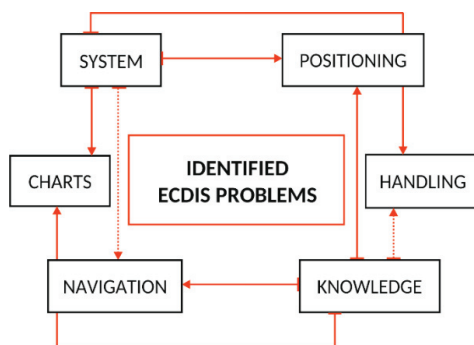 SYSTEM
POSITIONING
IDENTIFIED
ECDIS PROBLEMS
CHARTS
HANDLING
NAVIGATION
KNOWLEDGE